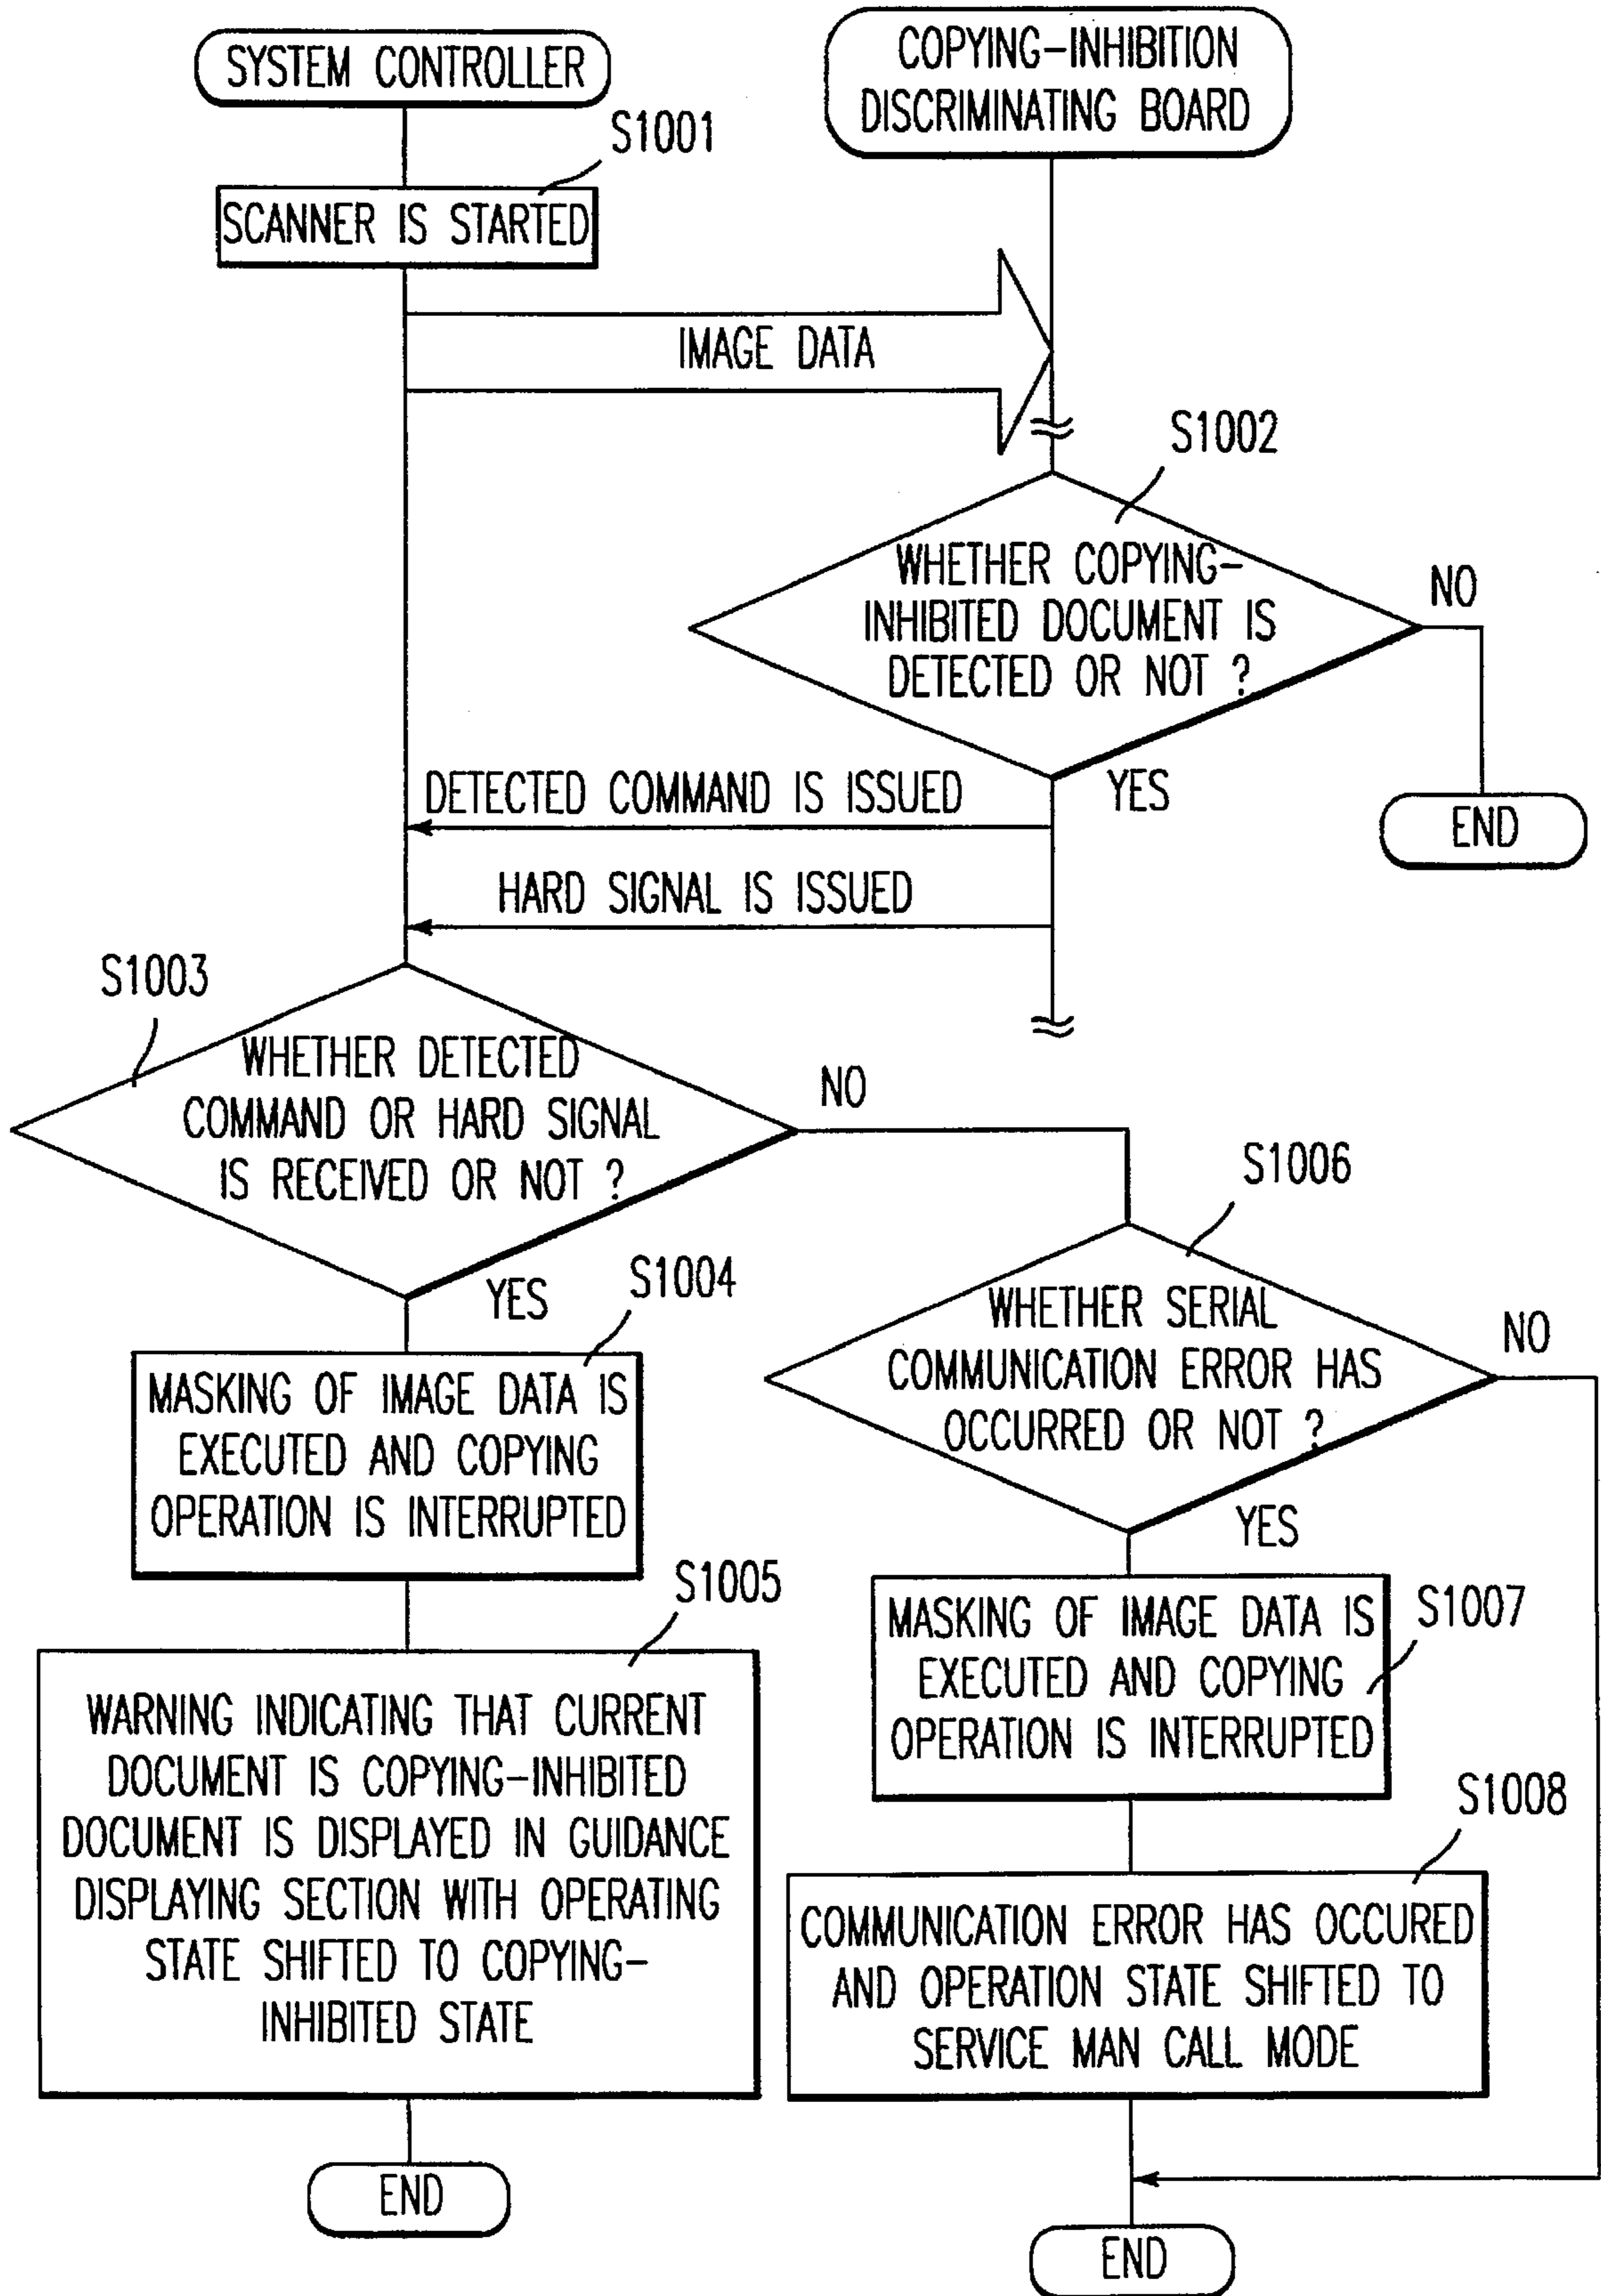 SYSTEM CONTROLLER
COPYING-INHIBITION
DISCRIMINATING BOARD
S1001
SCANNER IS STARTED
IMAGE DATA
S1002
WHETHER COPYING-
INHIBITED DOCUMENT IS
DETECTED OR NOT ?
NO
YES
END
DETECTED COMMAND IS ISSUED
HARD SIGNAL IS ISSUED
S1003
WHETHER DETECTED
COMMAND OR HARD SIGNAL
IS RECEIVED OR NOT ?
NO
YES
S1004
MASKING OF IMAGE DATA IS
EXECUTED AND COPYING
OPERATION IS INTERRUPTED
S1005
WARNING INDICATING THAT CURRENT
DOCUMENT IS COPYING-INHIBITED
DOCUMENT IS DISPLAYED IN GUIDANCE
DISPLAYING SECTION WITH OPERATING
STATE SHIFTED TO COPYING-
INHIBITED STATE
END
S1006
WHETHER SERIAL
COMMUNICATION ERROR HAS
OCCURRED OR NOT ?
NO
YES
MASKING OF IMAGE DATA IS
EXECUTED AND COPYING
OPERATION IS INTERRUPTED
S1007
S1008
COMMUNICATION ERROR HAS OCCURED
AND OPERATION STATE SHIFTED TO
SERVICE MAN CALL MODE
END